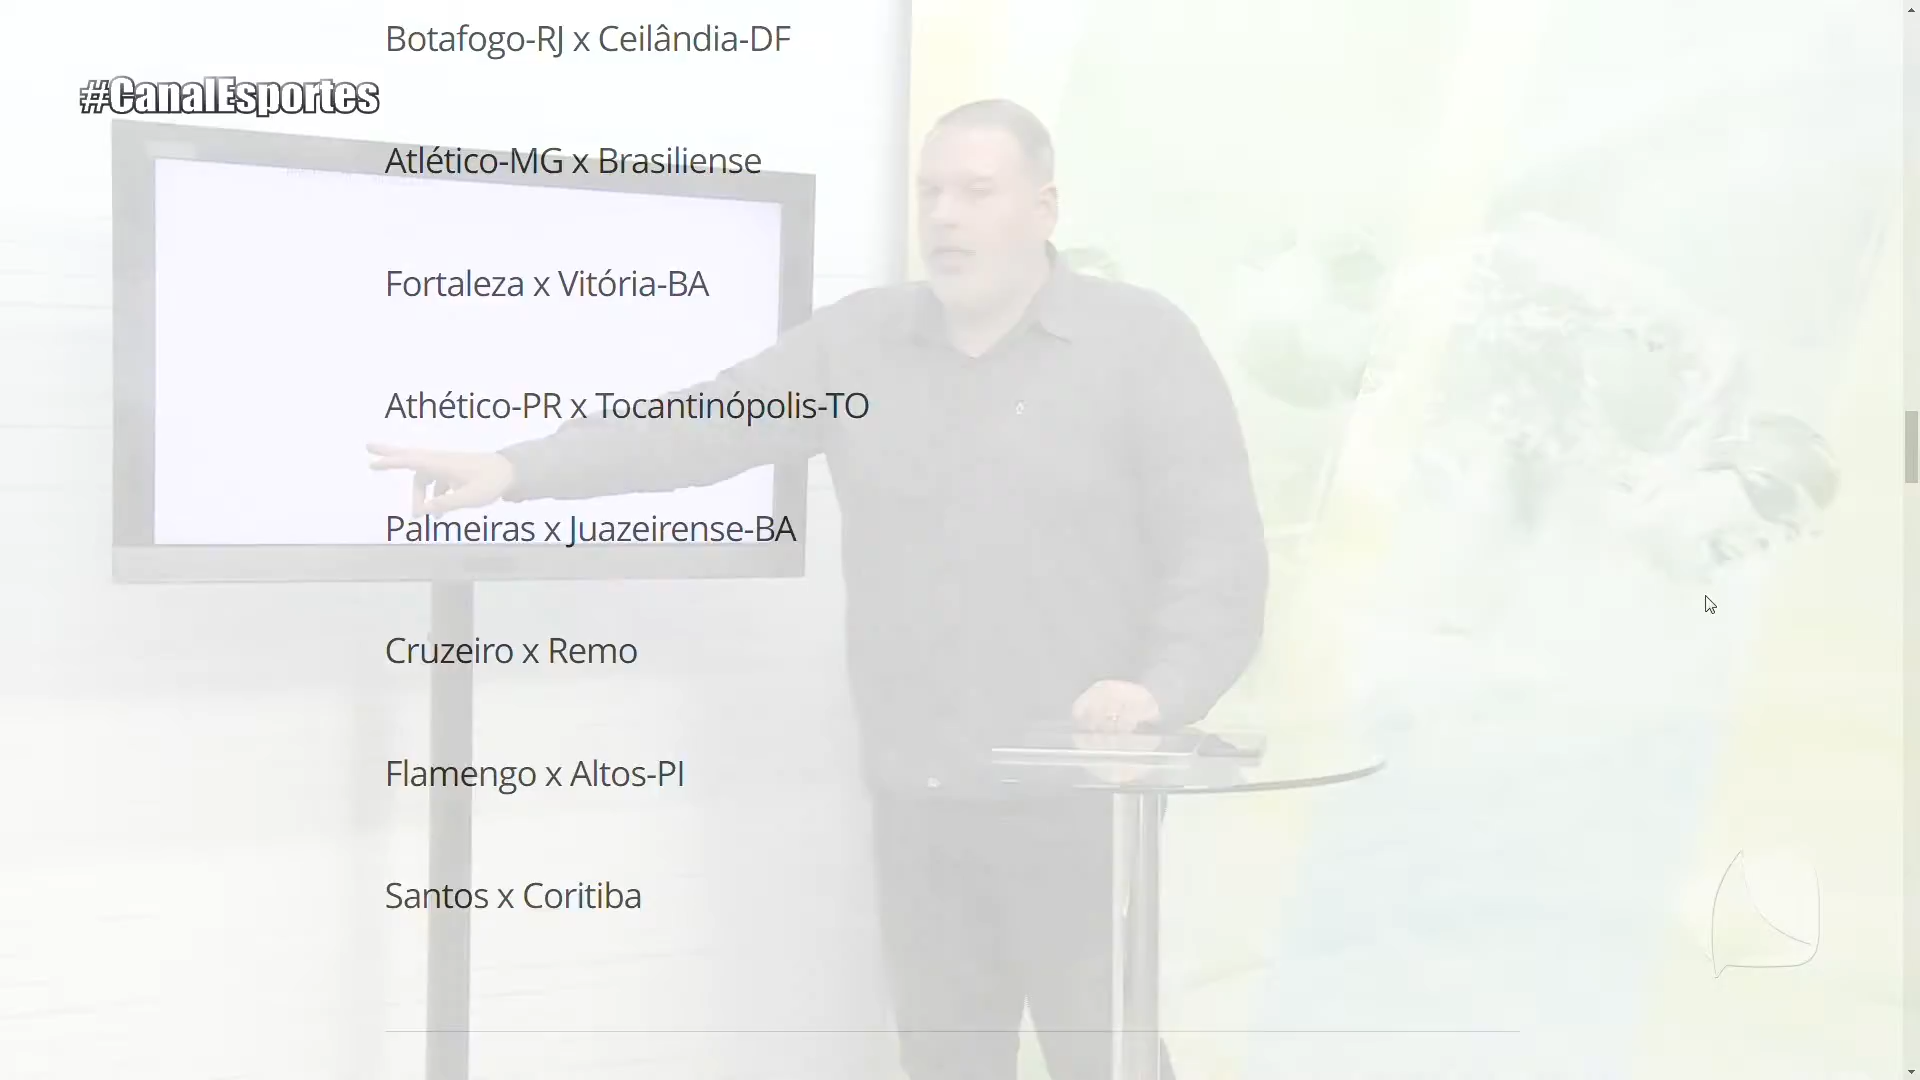 Botafogo-RJ x Ceilândia-DF
#CanalEsportes
Atlético-MG x Brasiliense
Fortaleza x Vitória-BA
Athético-PR x Tocantinópolis-TO
Palmeiras x Juazeirense-BA
Cruzeiro x Remo
Flamengo x Altos-PI
Santos x Coritiba